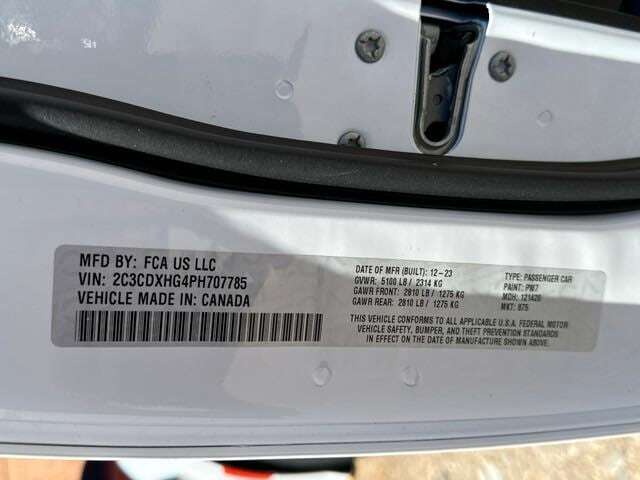 MFD BY: FCA US LLC
VIN: 2C3CDXHG4PH707785
VEHICLE MADE IN: CANADA
DATE OF MFR (BUILT): 12-23
GVWR: 5100 LB / 2314 KG
GAWR FRONT: 2810 LB / 1275 KG
GAWR REAR: 2810 LB / 1275 KG
TYPE: PASSENGER CAR
PAINT: PW7
MDH: 121420
MKT: 875
THIS VEHICLE CONFORMS TO ALL APPLICABLE U.S.A. FEDERAL MOTOR
VEHICLE SAFETY, BUMPER, AND THEFT PREVENTION STANDARDS
IN EFFECT ON THE DATE OF MANUFACTURE SHOWN ABOVE.